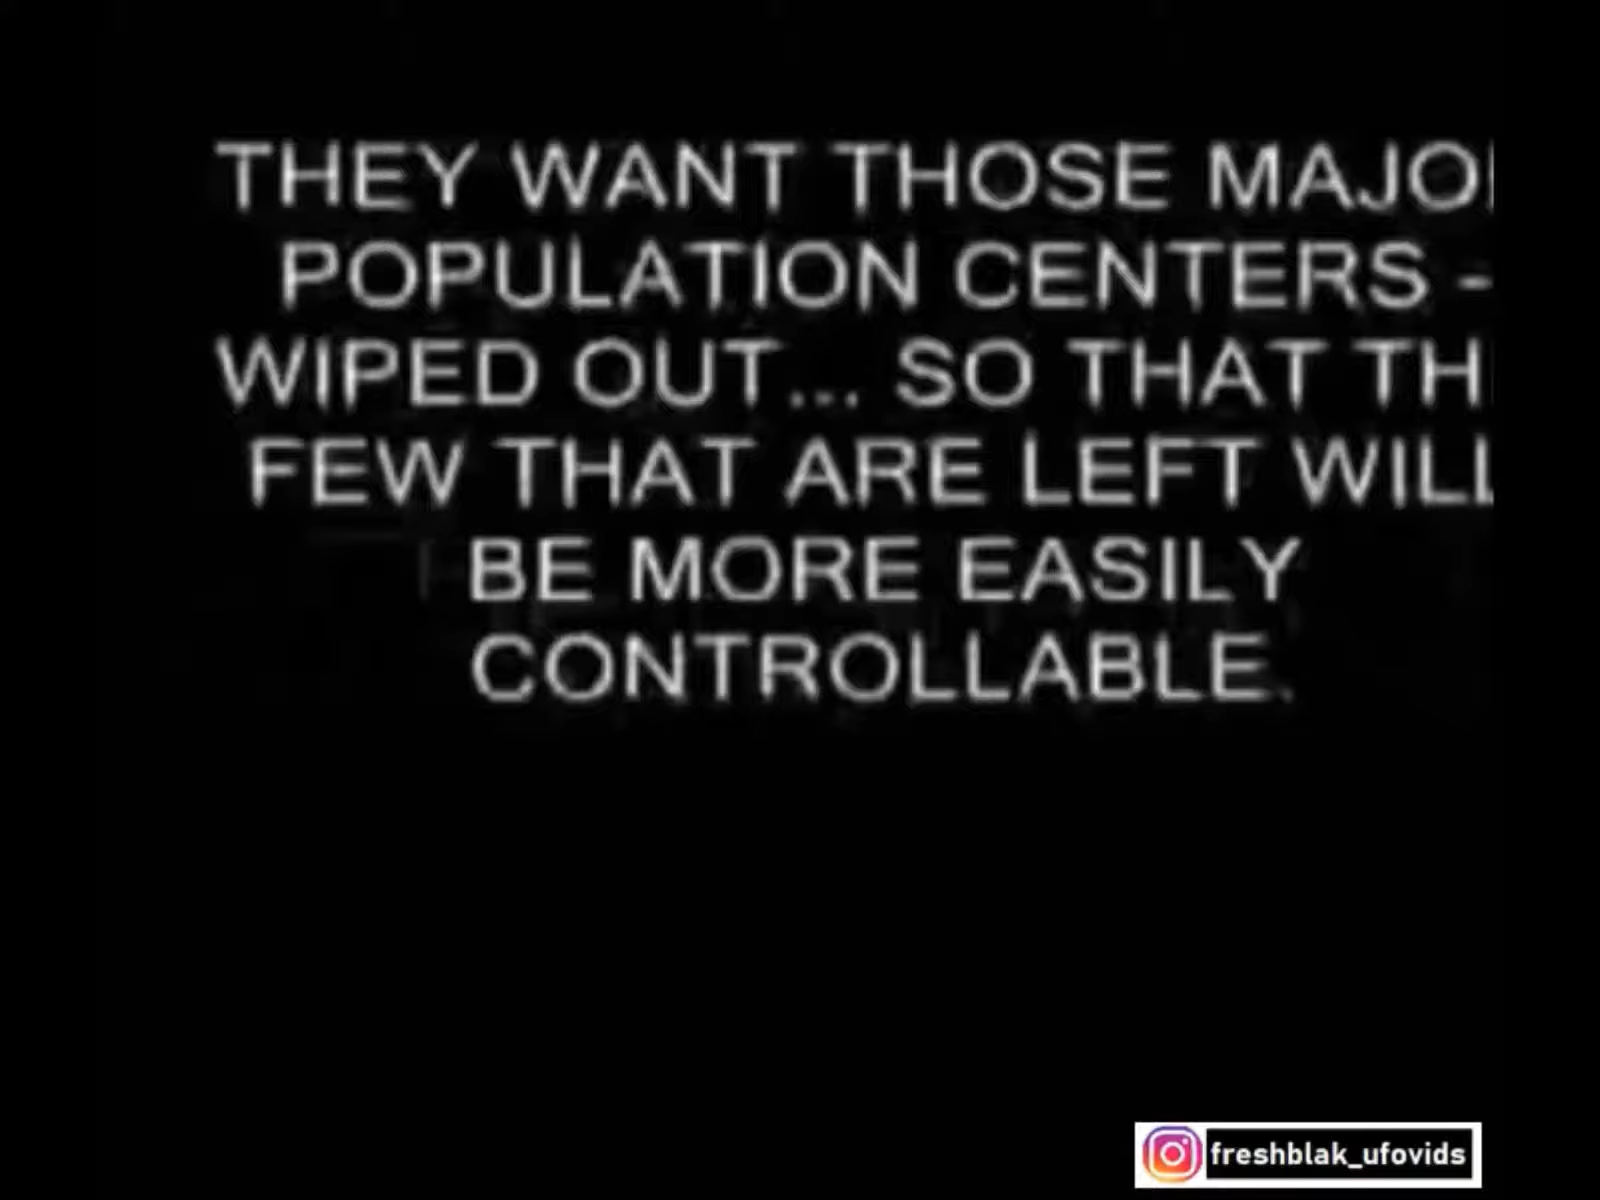 THEY WANT THOSE MAJO
POPULATION CENTERS -
WIPED OUT... SO THAT TH
FEW THAT ARE LEFT WILL
BE MORE EASILY
CONTROLLABLE.
freshblak_ufovids